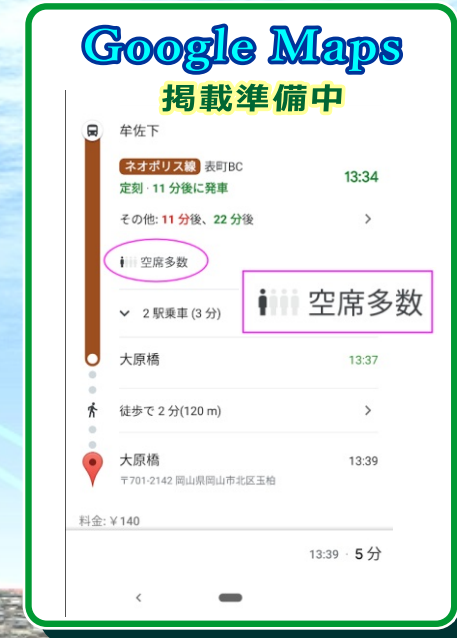 Google Maps
掲載準備中
牟佐下
ネオポリス線 表町BC
13:34
定刻・11 分後に発車
その他: 11 分後、22 分後
空席多数
空席多数
2 駅乗車 (3 分)
大原橋
13:37
徒歩で 2 分(120 m)
大原橋
13:39
〒701-2142 岡山県岡山市北区玉柏
料金: ¥140
13:39 · 5 分